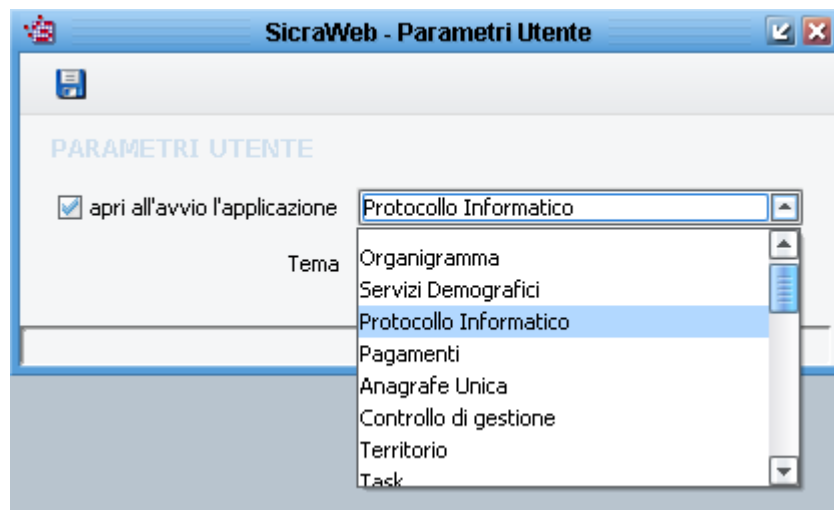 SicraWeb - Parametri Utente
PARAMETRI UTENTE
apri all'avvio l'applicazione Protocollo Informatico
Tema
Organigramma
Servizi Demografici
Protocollo Informatico
Pagamenti
Anagrafe Unica
Controllo di gestione
Territorio
Task